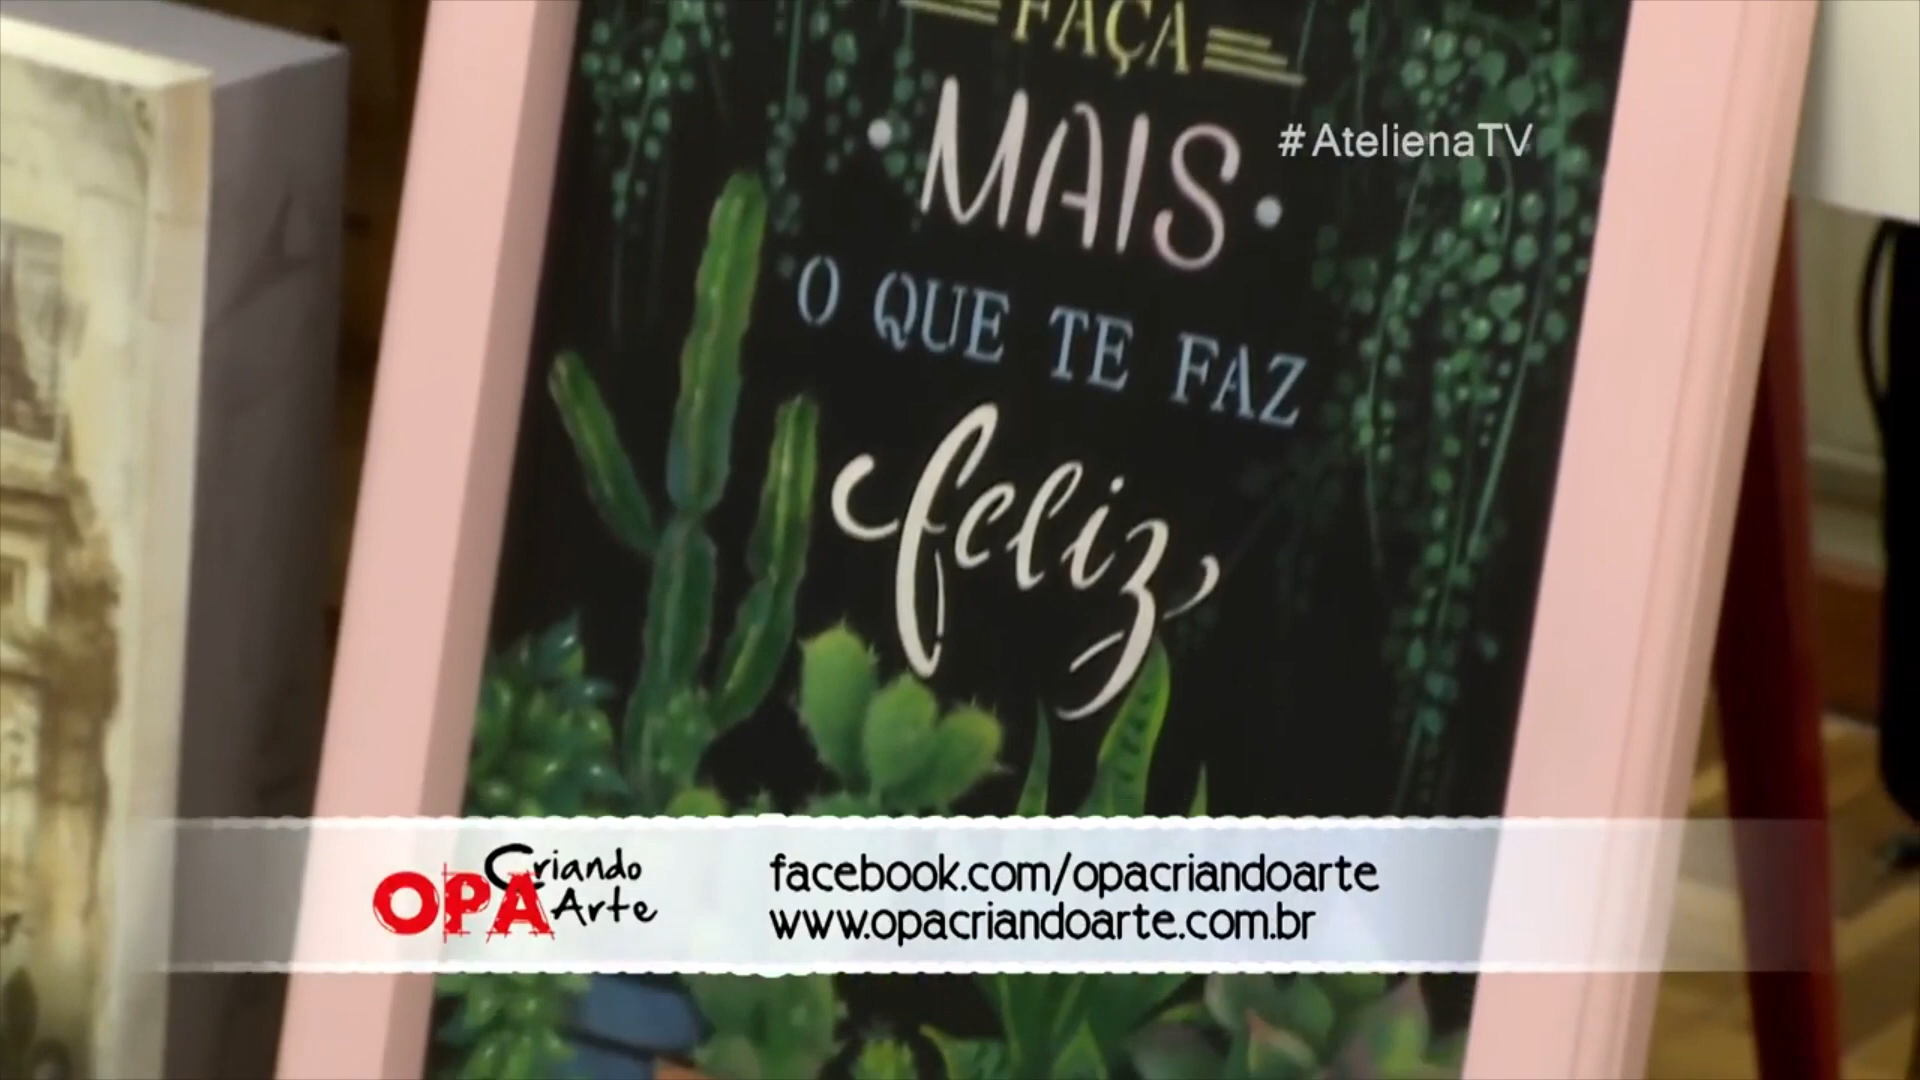 FAÇA
MAIS
#AtelienaTV
O QUE TE FAZ
feliz
OPA Criando Arte
facebook.com/opacriandoarte
www.opacriandoarte.com.br